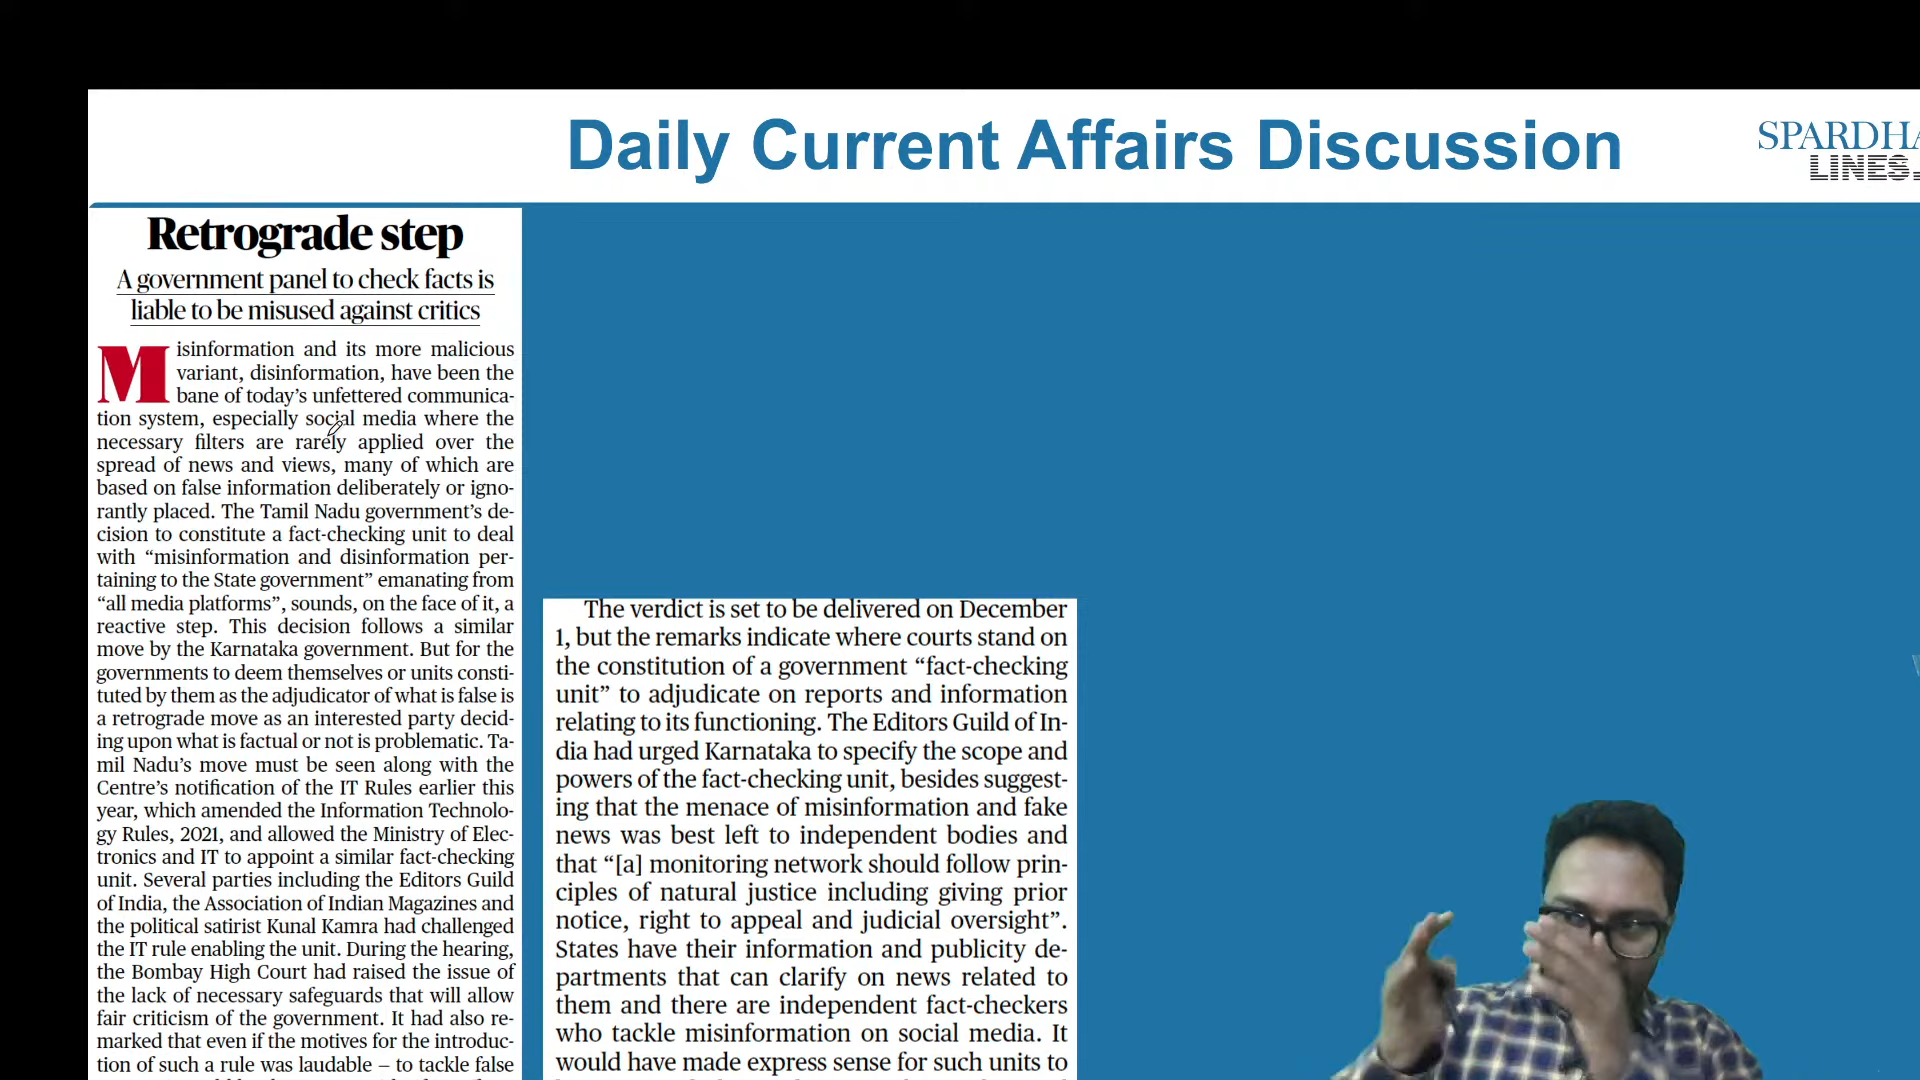 Daily Current Affairs Discussion
SPARDHA
LINES.
Retrograde step
A government panel to check facts is
liable to be misused against critics
Misinformation and its more malicious
variant, disinformation, have been the
bane of today's unfettered communica-
tion system, especially social media where the
necessary filters are rarely applied over the
spread of news and views, many of which are
based on false information deliberately or igno-
rantly placed. The Tamil Nadu government's de-
cision to constitute a fact-checking unit to deal
with “misinformation and disinformation per-
taining to the State government” emanating from
“all media platforms”, sounds, on the face of it, a
reactive step. This decision follows a similar
move by the Karnataka government. But for the
governments to deem themselves or units consti-
tuted by them as the adjudicator of what is false is
a retrograde move as an interested party decid-
ing upon what is factual or not is problematic. Ta-
mil Nadu's move must be seen along with the
Centre's notification of the IT Rules earlier this
year, which amended the Information Technolo-
gy Rules, 2021, and allowed the Ministry of Elec-
tronics and IT to appoint a similar fact-checking
unit. Several parties including the Editors Guild
of India, the Association of Indian Magazines and
the political satirist Kunal Kamra had challenged
the IT rule enabling the unit. During the hearing,
the Bombay High Court had raised the issue of
the lack of necessary safeguards that will allow
fair criticism of the government. It had also re-
marked that even if the motives for the introduc-
tion of such a rule was laudable – to tackle false
The verdict is set to be delivered on December
1, but the remarks indicate where courts stand on
the constitution of a government “fact-checking
unit” to adjudicate on reports and information
relating to its functioning. The Editors Guild of In-
dia had urged Karnataka to specify the scope and
powers of the fact-checking unit, besides suggest-
ing that the menace of misinformation and fake
news was best left to independent bodies and
that “[a] monitoring network should follow prin-
ciples of natural justice including giving prior
notice, right to appeal and judicial oversight”.
States have their information and publicity de-
partments that can clarify on news related to
them and there are independent fact-checkers
who tackle misinformation on social media. It
would have made express sense for such units to